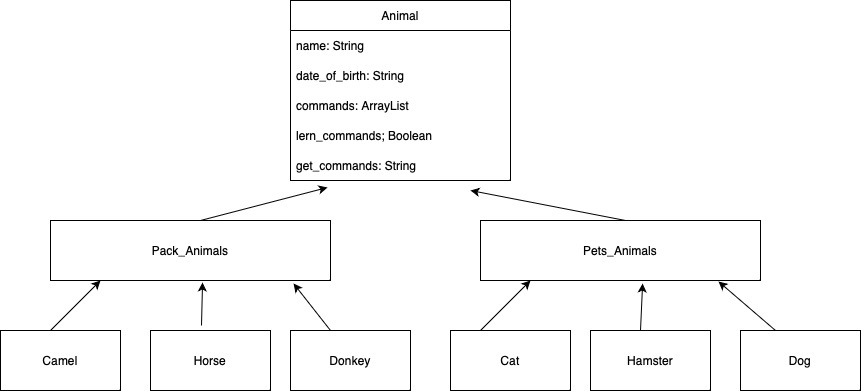 Animal
name: String
date_of_birth: String
commands: ArrayList
lern_commands; Boolean
get_commands: String
Pack_Animals
Pets_Animals
Camel
Horse
Donkey
Cat
Hamster
Dog